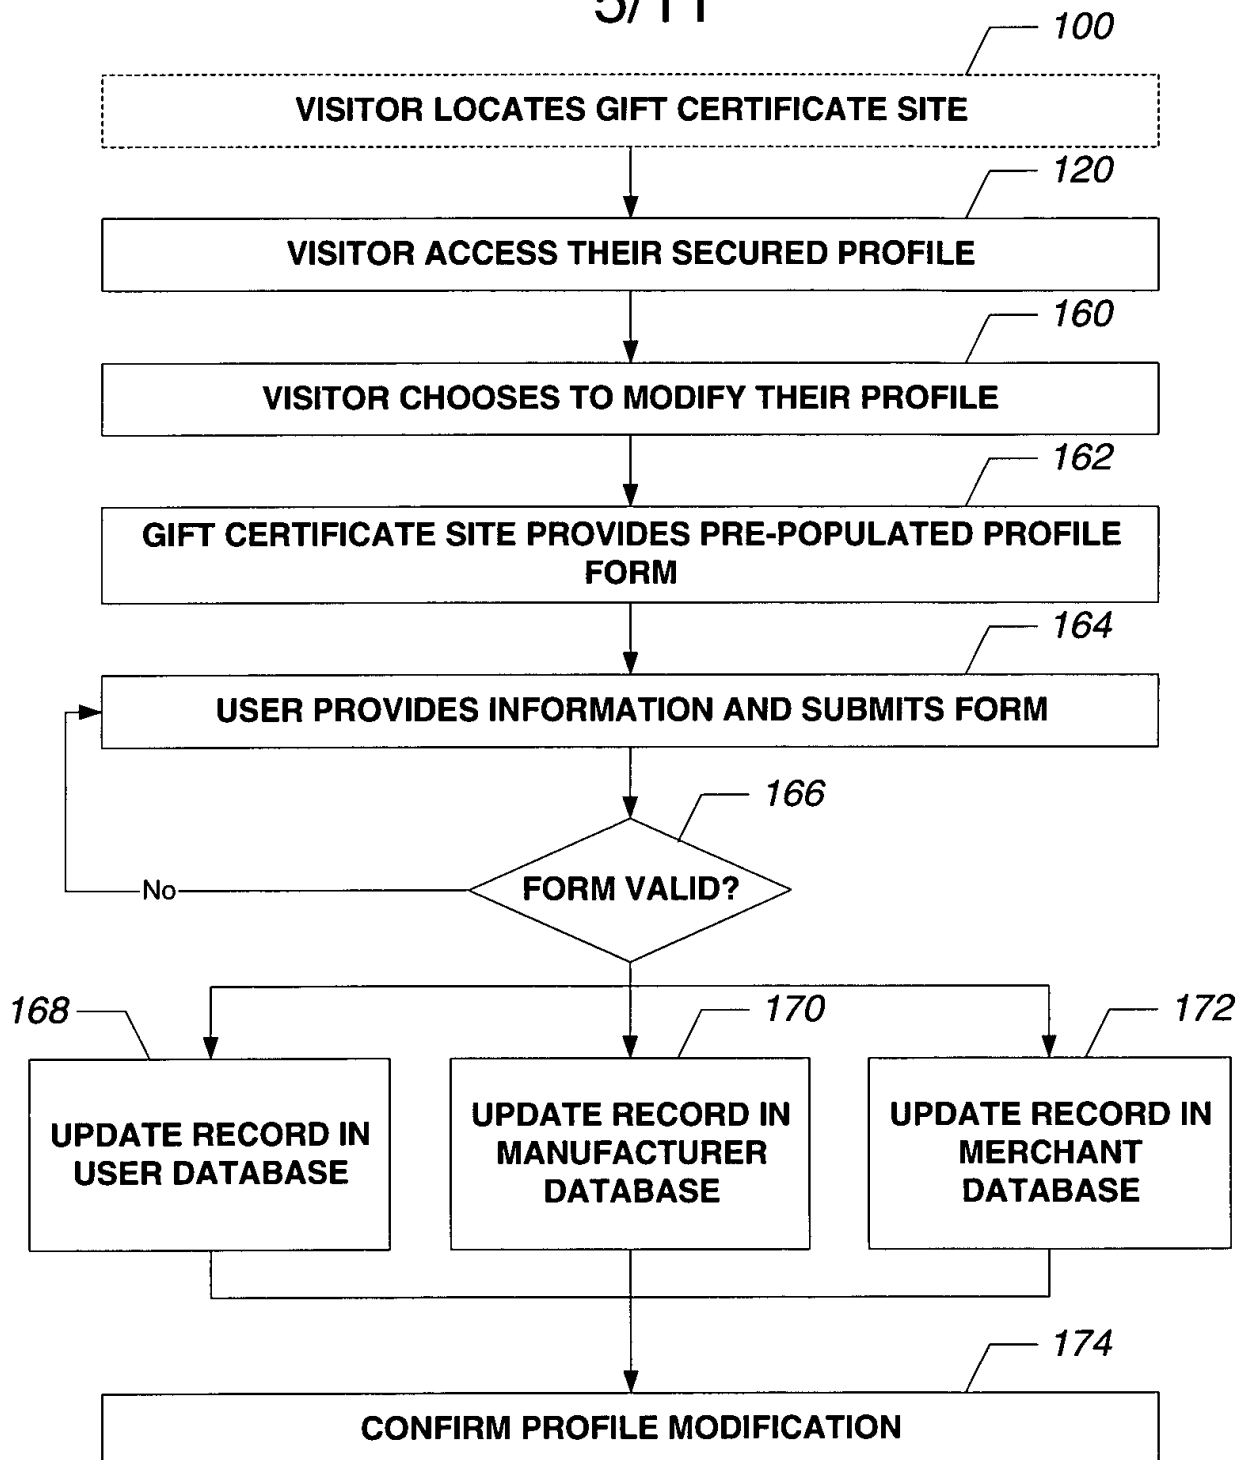 5/11
100
VISITOR LOCATES GIFT CERTIFICATE SITE
120
VISITOR ACCESS THEIR SECURED PROFILE
160
VISITOR CHOOSES TO MODIFY THEIR PROFILE
162
GIFT CERTIFICATE SITE PROVIDES PRE-POPULATED PROFILE
FORM
164
USER PROVIDES INFORMATION AND SUBMITS FORM
166
FORM VALID?
No
168
170
172
UPDATE RECORD IN
USER DATABASE
UPDATE RECORD IN
MANUFACTURER
DATABASE
UPDATE RECORD IN
MERCHANT
DATABASE
174
CONFIRM PROFILE MODIFICATION